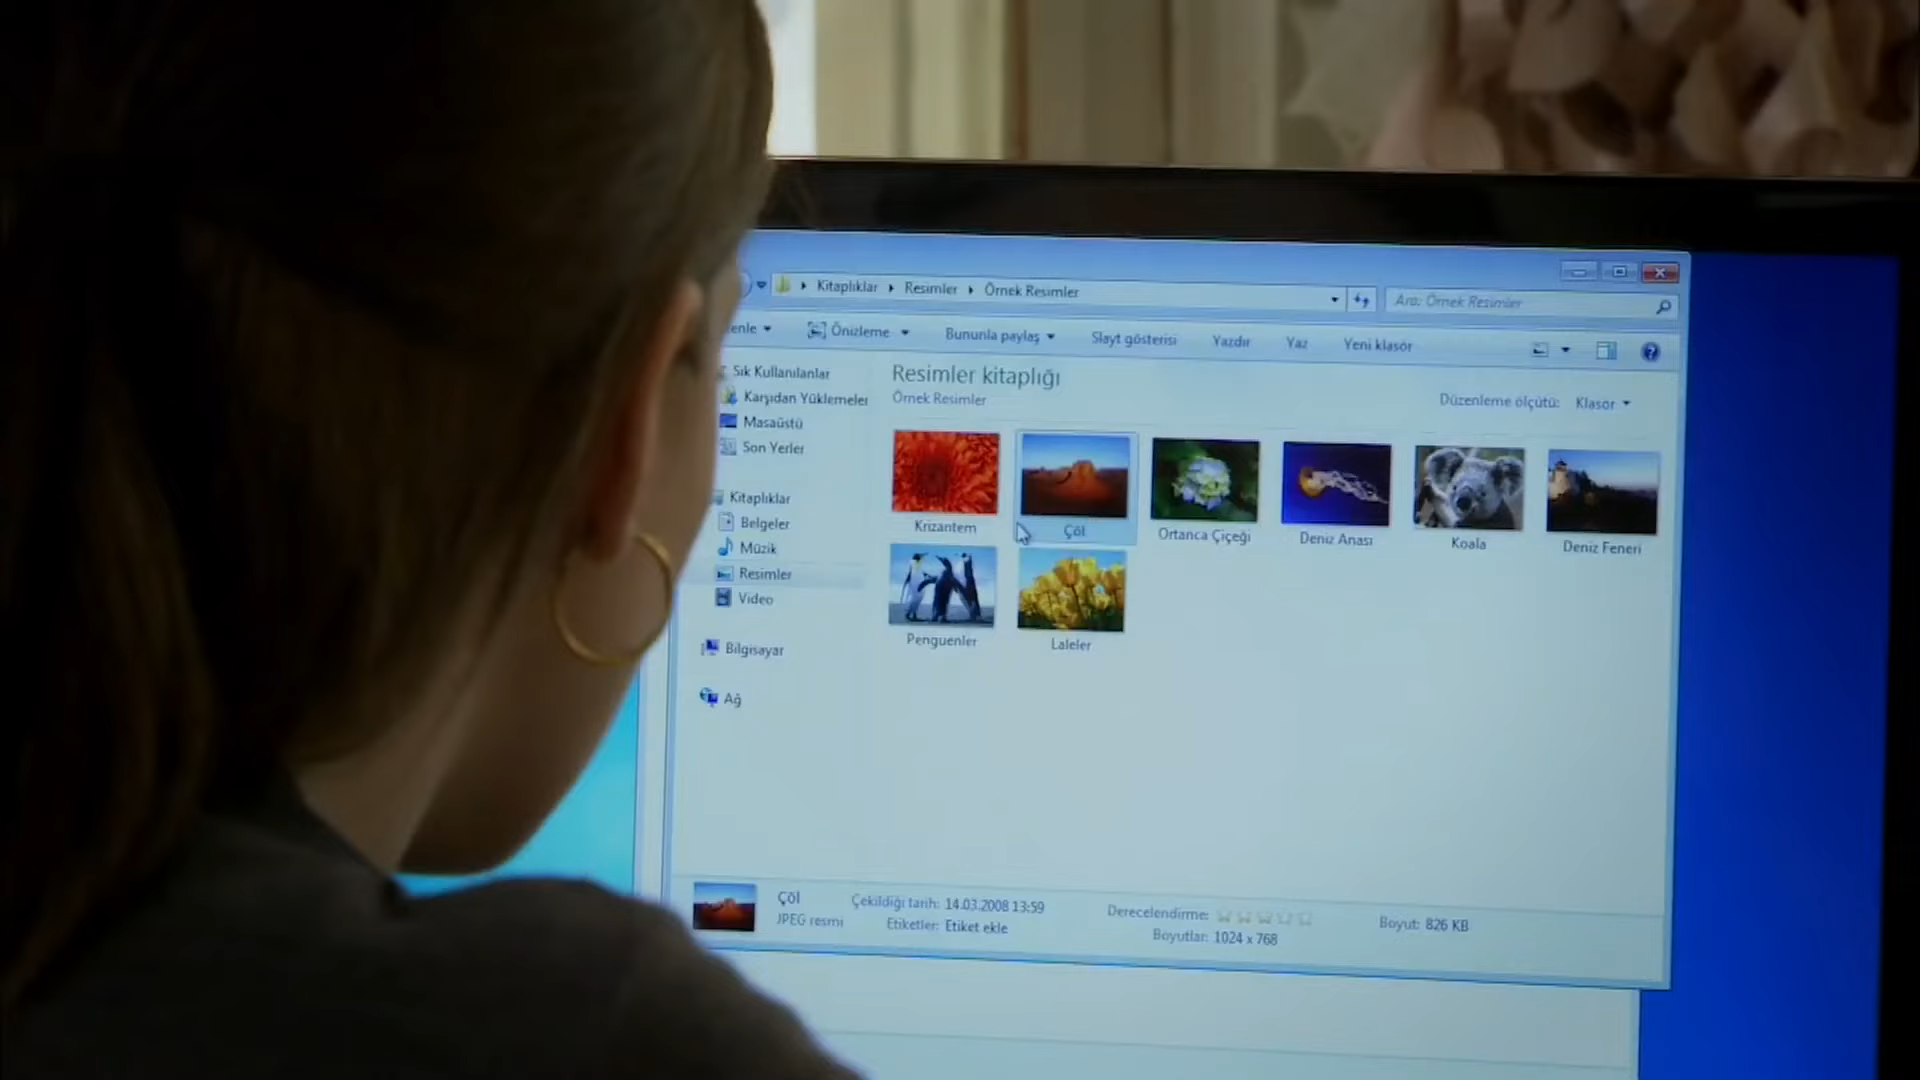 Kitaplıklar Resimler Örnek Resimler
Ara: Örnek Resimler
enle Önizleme Bununla paylaş Slayt gösterisi Yazdır Yaz Yeni klasör
Sık Kullanılanlar
Karşıdan Yüklemeler
Masaüstü
Son Yerler
Kitaplıklar
Belgeler
Müzik
Resimler
Video
Bilgisayar
Ağ
Resimler kitaplığı
Örnek Resimler
Düzenleme ölçütü: Klasör
Krizantem Çöl Ortanca Çiçeği Deniz Anası Koala Deniz Feneri
Penguenler Laleler
Çöl
JPEG resmi
Çekildiği tarih: 14.03.2008 13:59
Etiketler: Etiket ekle
Derecelendirme:
Boyutlar: 1024 x 768
Boyut: 826 KB